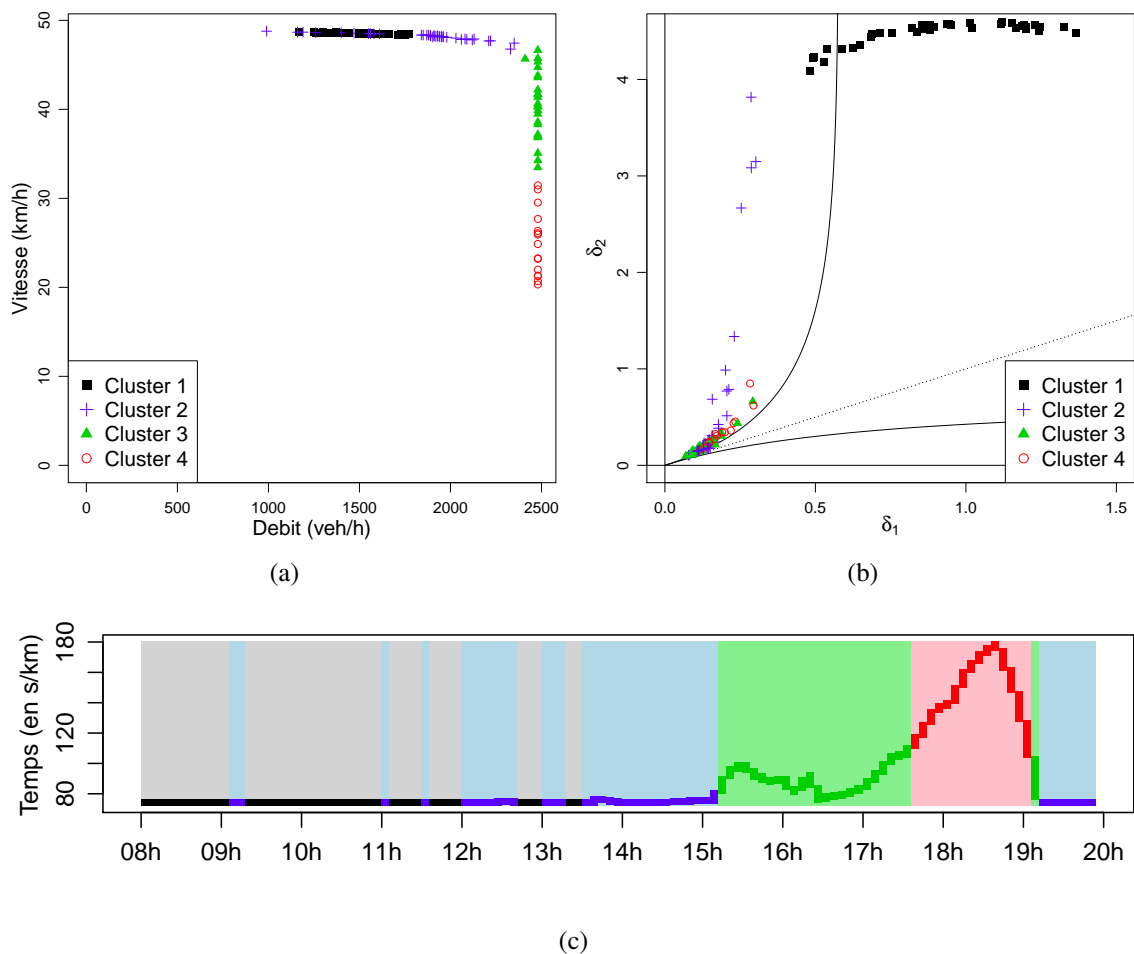 50
40
30
20
10
0
Vitesse (km/h)
Cluster 1
Cluster 2
Cluster 3
Cluster 4
0 500 1000 1500 2000 2500
Debit (veh/h)
(a)
4
3
2
1
0
δ2
Cluster 1
Cluster 2
Cluster 3
Cluster 4
0.0 0.5 1.0 1.5
δ1
(b)
Temps (en s/km)
180
120
80
08h 09h 10h 11h 12h 13h 14h 15h 16h 17h 18h 19h 20h
(c)